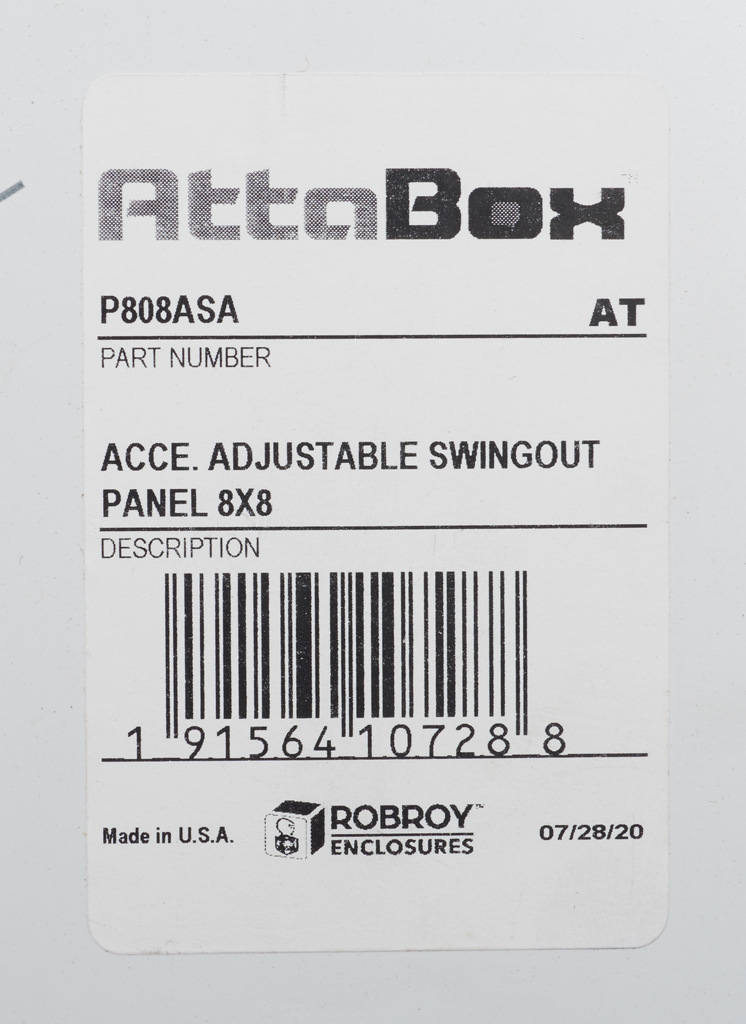 AttaBox
P808ASA AT
PART NUMBER
ACCE. ADJUSTABLE SWINGOUT
PANEL 8X8
DESCRIPTION
1 91564 10728 8
Made in U.S.A. ROBROY™ 07/28/20
ENCLOSURES